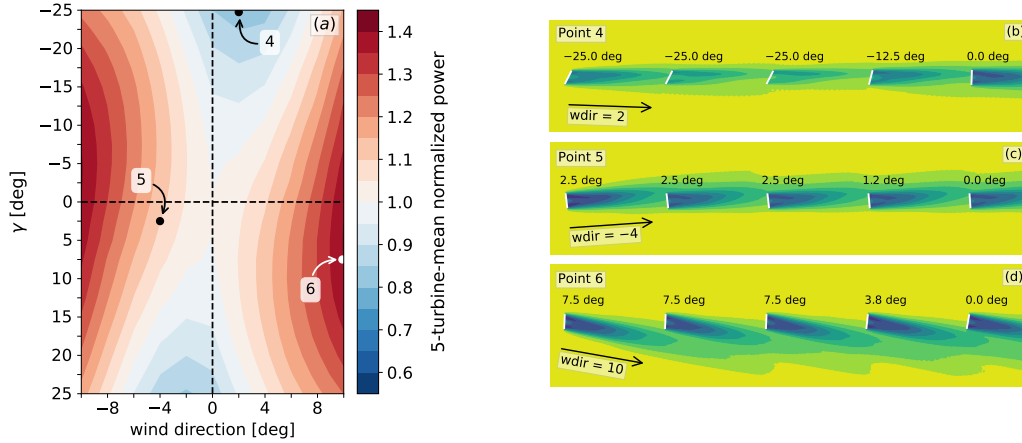 (a)
4
5
6
−25
−20
−15
−10
−5
0
5
10
15
20
25
γ [deg]
−8
−4
0
4
8
wind direction [deg]
1.4
1.3
1.2
1.1
1.0
0.9
0.8
0.7
0.6
5-turbine-mean normalized power
Point 4
(b)
−25.0 deg
−25.0 deg
−25.0 deg
−12.5 deg
0.0 deg
wdir = 2
Point 5
(c)
2.5 deg
2.5 deg
2.5 deg
1.2 deg
0.0 deg
wdir = −4
Point 6
(d)
7.5 deg
7.5 deg
7.5 deg
3.8 deg
0.0 deg
wdir = 10